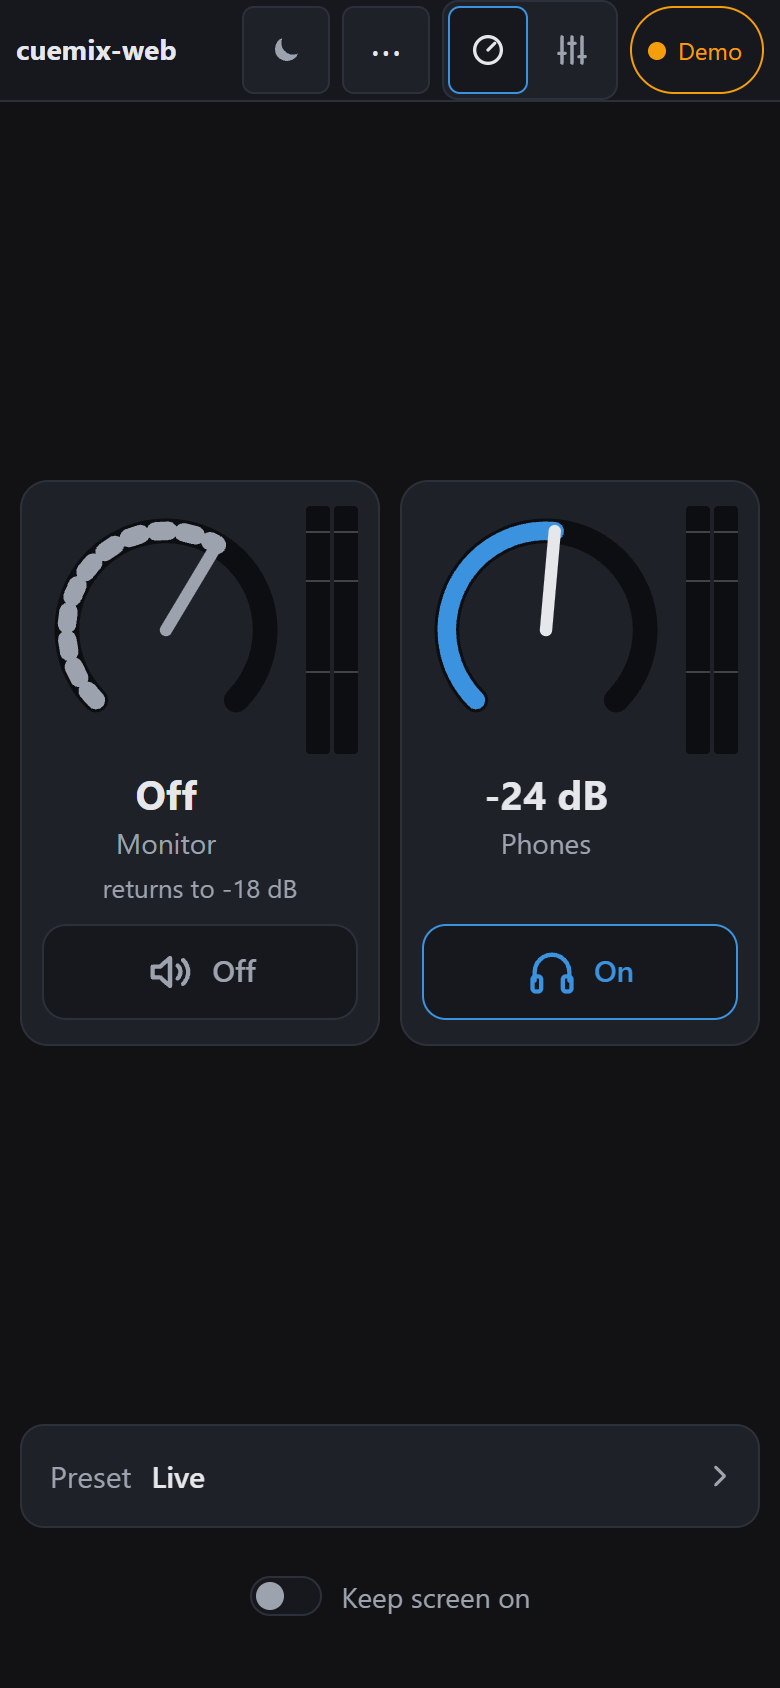 cuemix-web
...
Demo
Off
Monitor
returns to -18 dB
Off
-24 dB
Phones
On
Preset Live
Keep screen on